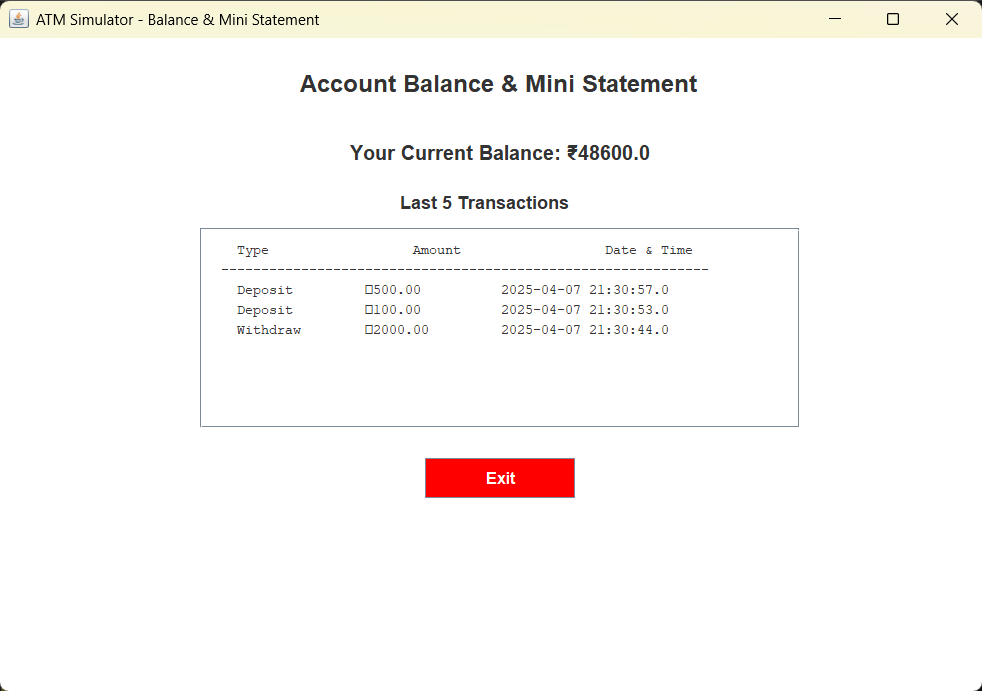 ATM Simulator - Balance & Mini Statement
Account Balance & Mini Statement
Your Current Balance: ₹48600.0
Last 5 Transactions
Type Amount Date & Time
-------------------------------------------------------------
Deposit □500.00 2025-04-07 21:30:57.0
Deposit □100.00 2025-04-07 21:30:53.0
Withdraw □2000.00 2025-04-07 21:30:44.0
Exit